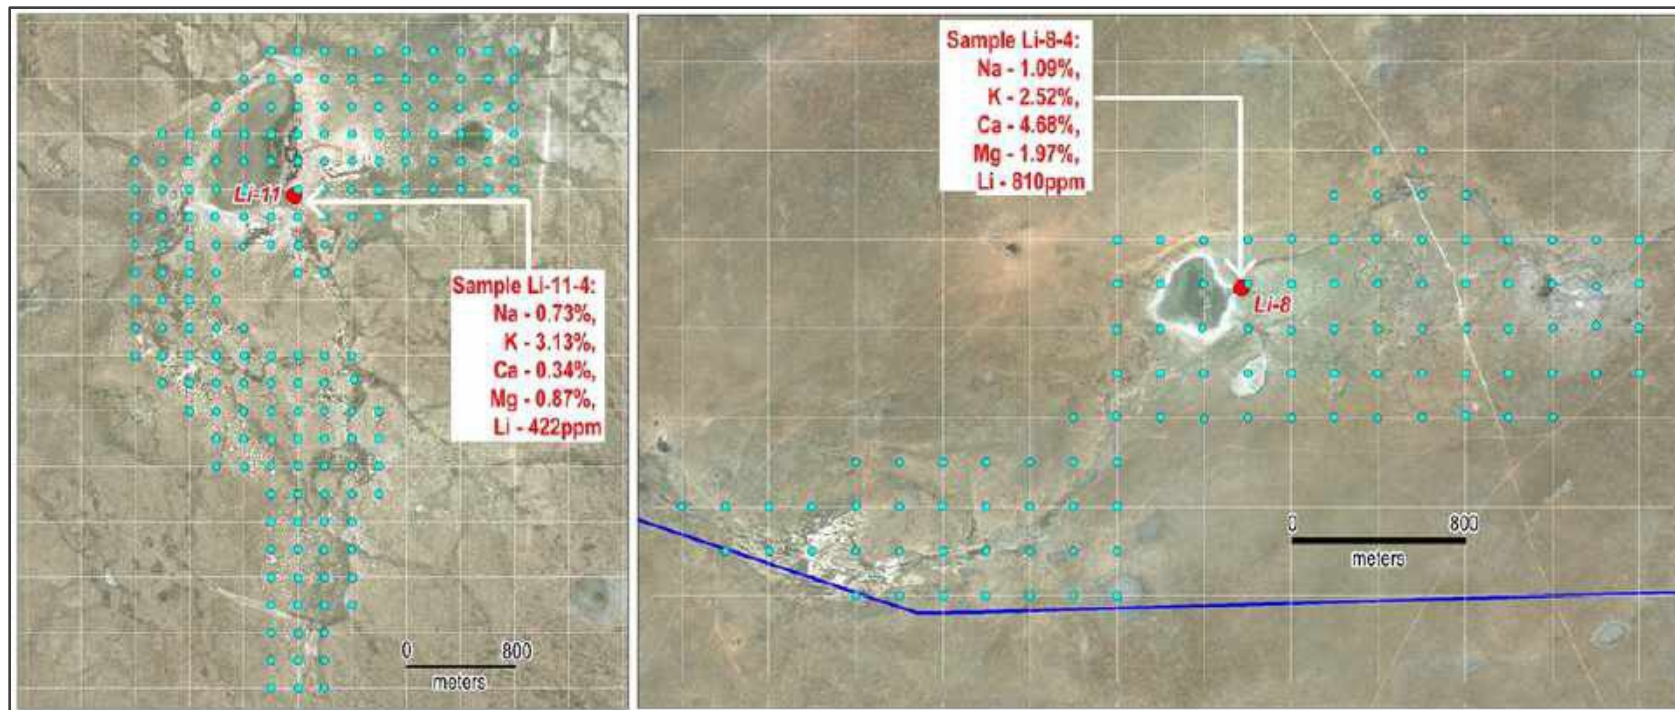 Li-11
Sample Li-11-4:
Na - 0.73%,
K - 3.13%,
Ca - 0.34%,
Mg - 0.87%,
Li - 422ppm
0 800
meters
Sample Li-8-4:
Na - 1.09%,
K - 2.52%,
Ca - 4.68%,
Mg - 1.97%,
Li - 810ppm
Li-8
0 800
meters